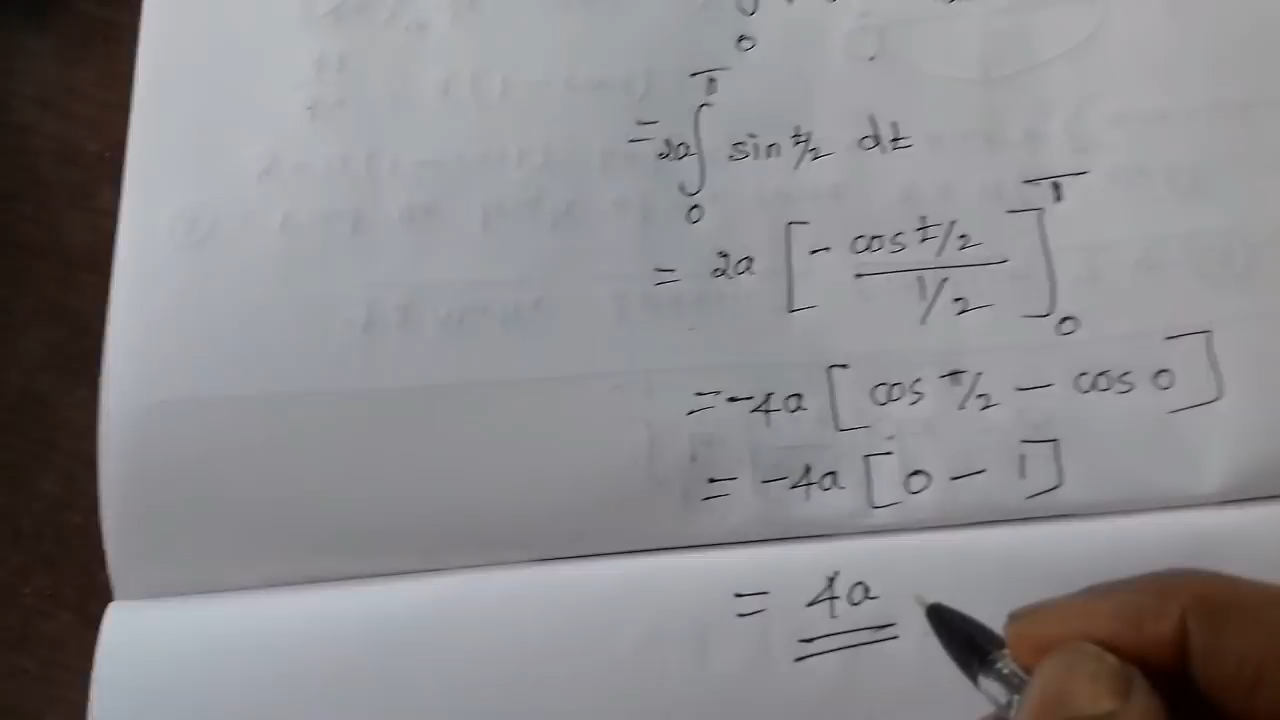 0
π
= 2a ∫ sin t/2 dt
0
π
= 2a [ - cos t/2 / 1/2 ]
0
= -4a [ cos π/2 - cos 0 ]
= -4a [ 0 - 1 ]
= 4a